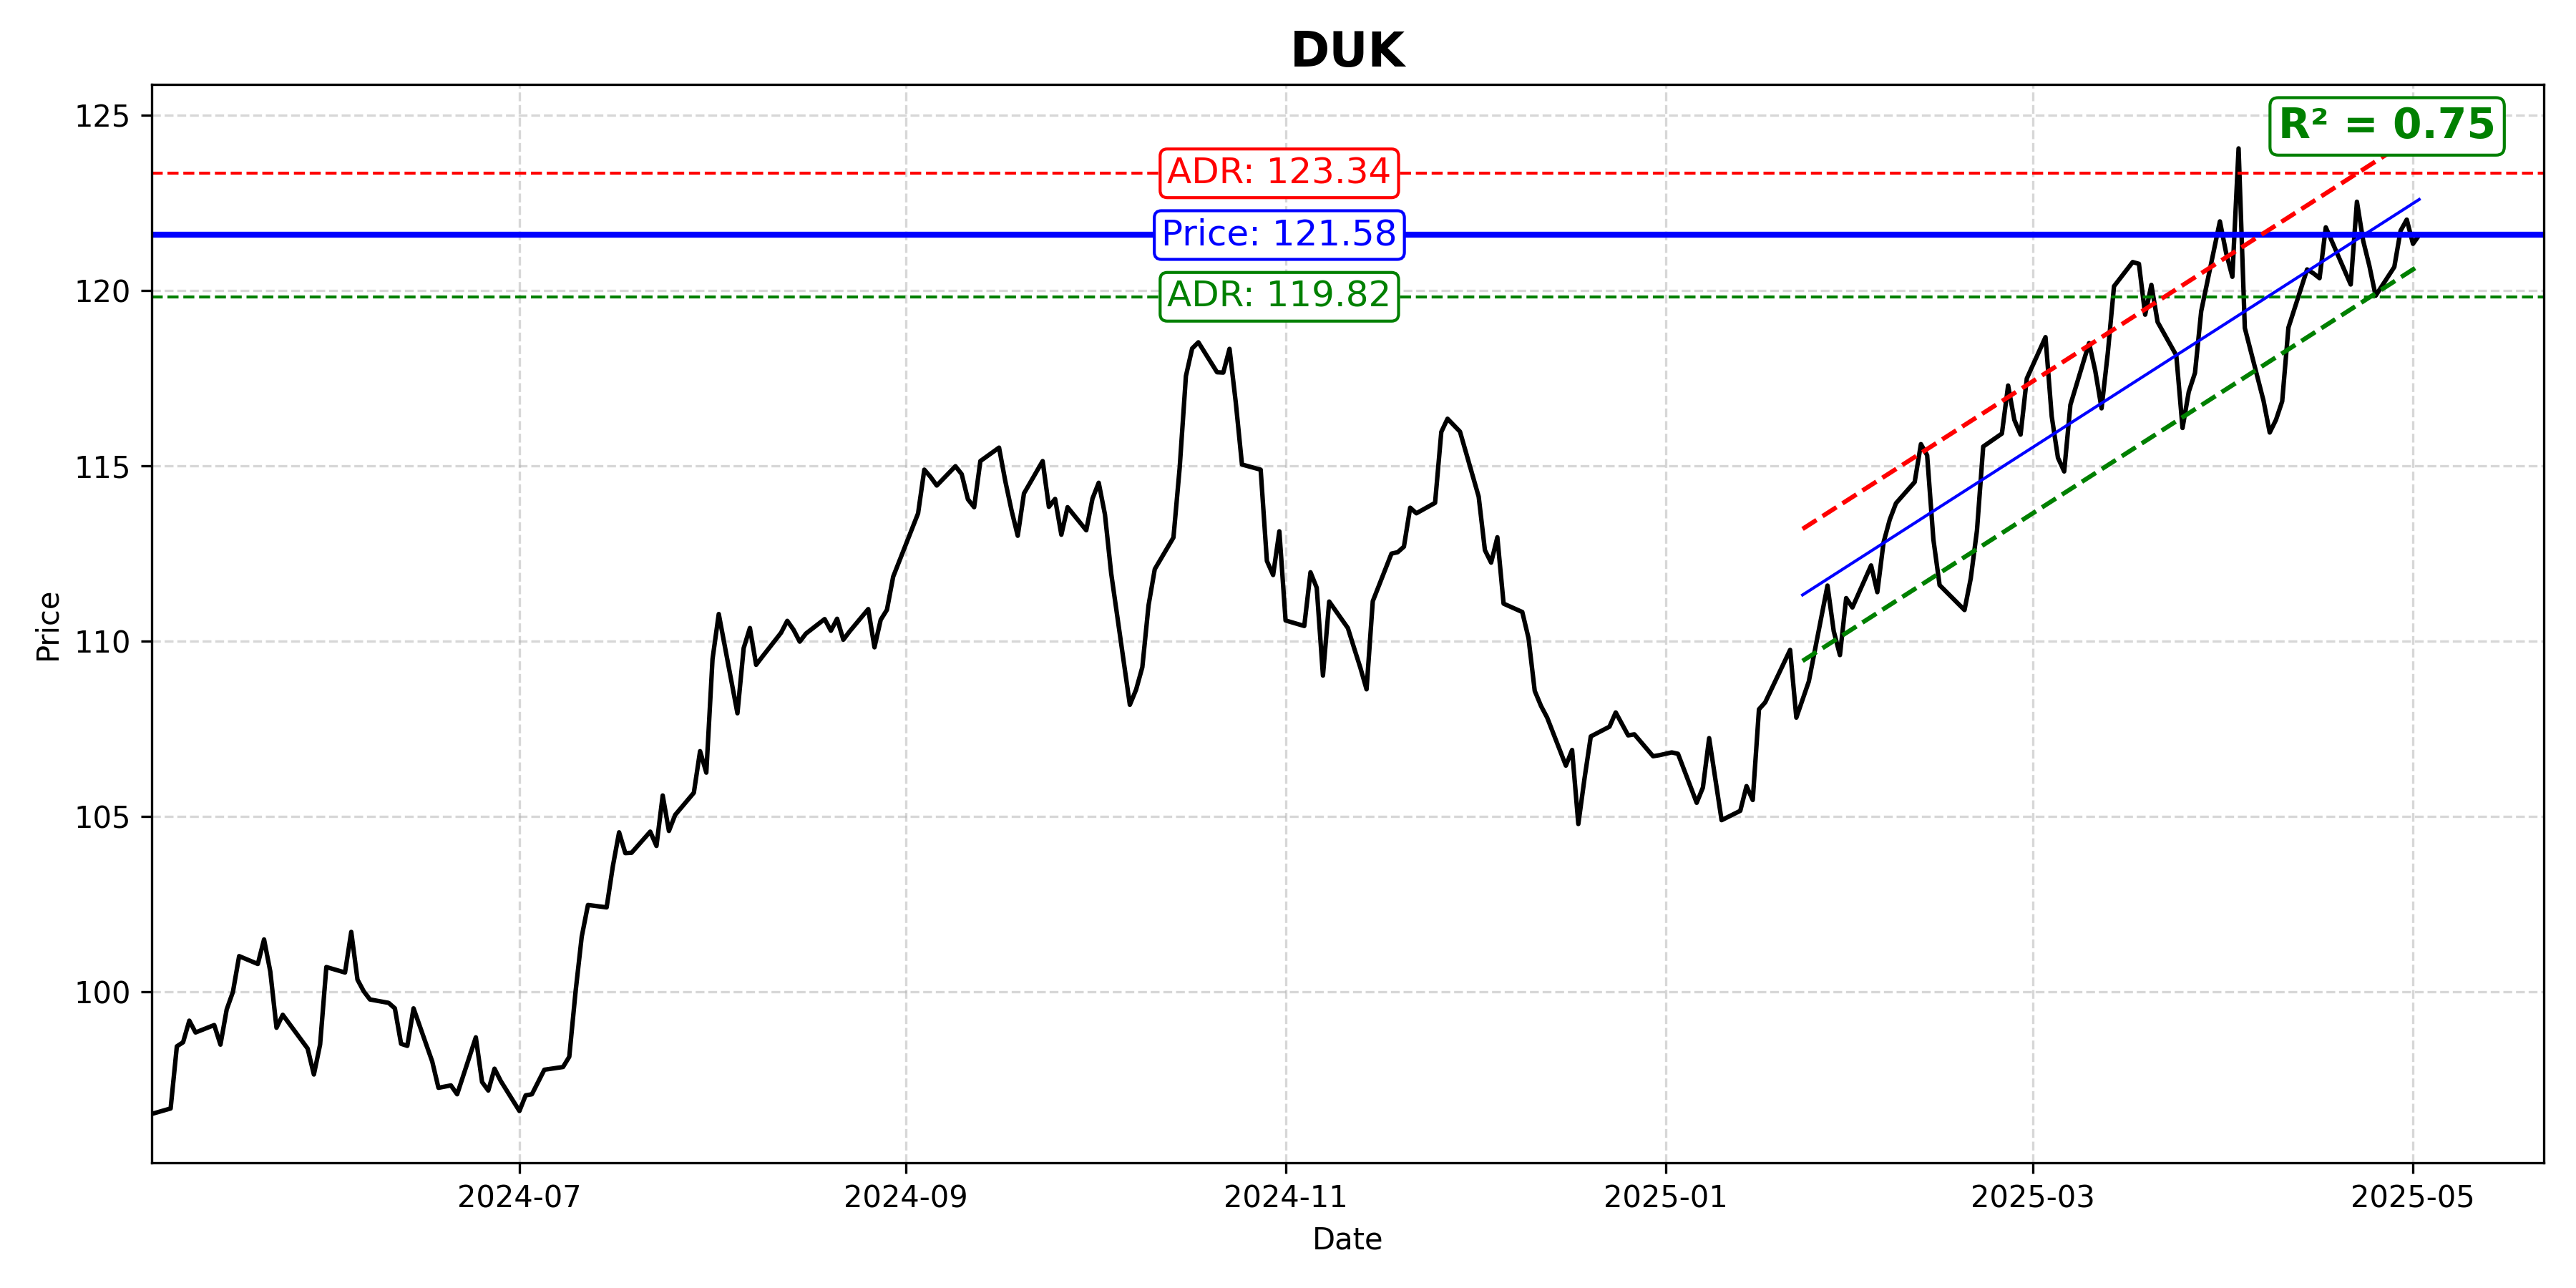 DUK
R² = 0.75
ADR: 123.34
Price: 121.58
ADR: 119.82
Price
125
120
115
110
105
100
2024-07
2024-09
2024-11
2025-01
2025-03
2025-05
Date